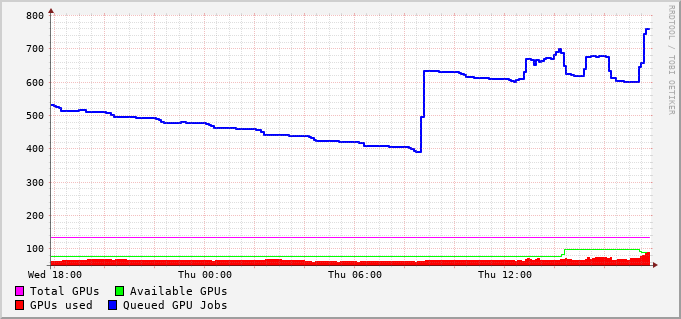 RRDTOOL / TOBI OETIKER
800
700
600
500
400
300
200
100
Wed 18:00 Thu 00:00 Thu 06:00 Thu 12:00
Total GPUs Available GPUs
GPUs used Queued GPU Jobs